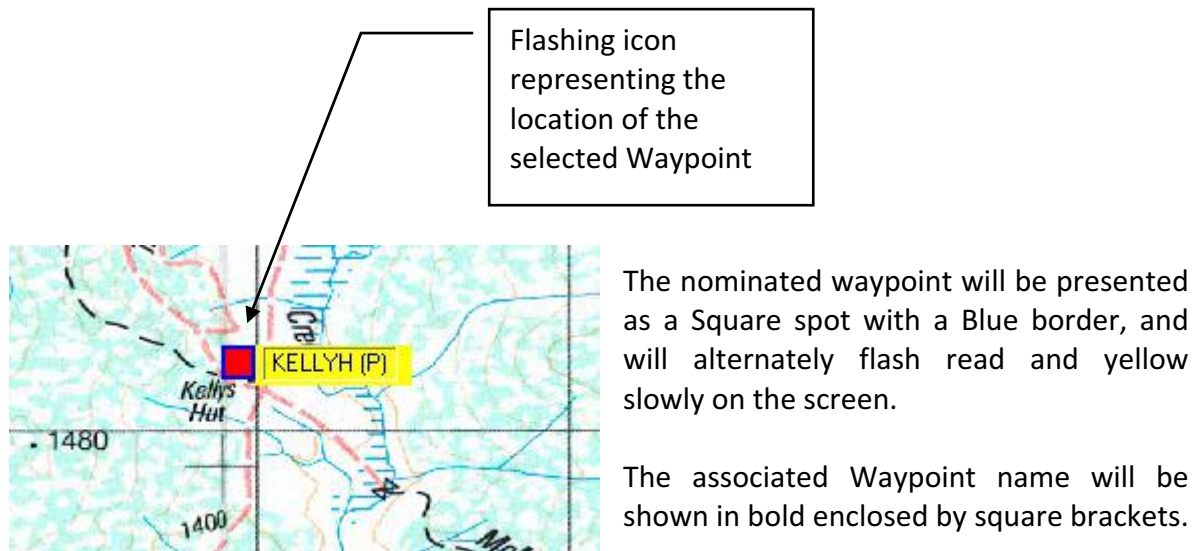 Flashing icon
representing the
location of the
selected Waypoint
The nominated waypoint will be presented
as a Square spot with a Blue border, and
will alternately flash read and yellow
slowly on the screen.
The associated Waypoint name will be
shown in bold enclosed by square brackets.
Cre
KELLYH (P)
Kellys
Hut
. 1480
1400
McM